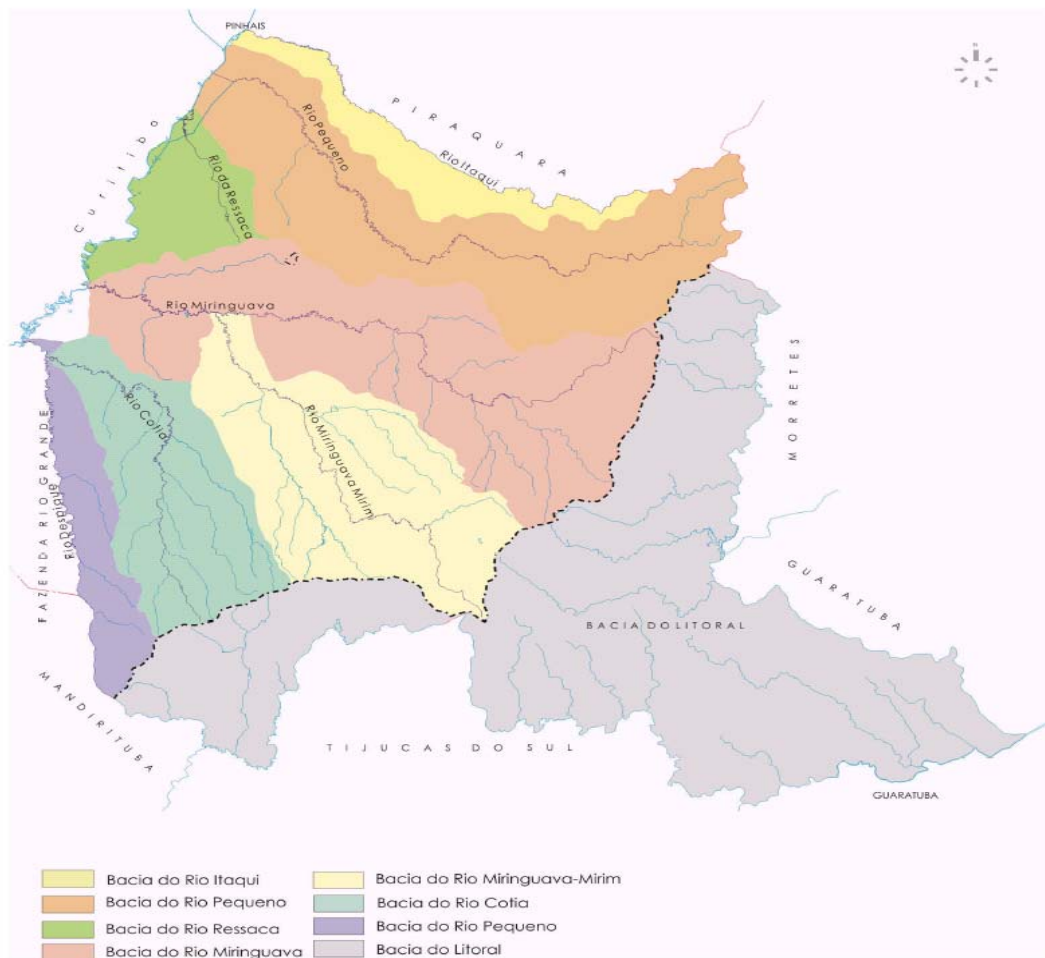 PINHAIS
PIRAQUARA
Curitibo
Rio Pequeno
Rio Itaqui
Rio da Ressaca
Rio Miringuava
MORRETES
FAZENDA RIO GRANDE
Rio Cotia
Rio Miringuava Mirim
GUARATUBA
BACIA DO LITORAL
MANDIRITUBA
TIJUCAS DO SUL
GUARATUBA
Bacia do Rio Itaqui
Bacia do Rio Pequeno
Bacia do Rio Ressaca
Bacia do Rio Miringuava
Bacia do Rio Miringuava-Mirim
Bacia do Rio Cotia
Bacia do Rio Pequeno
Bacia do Litoral